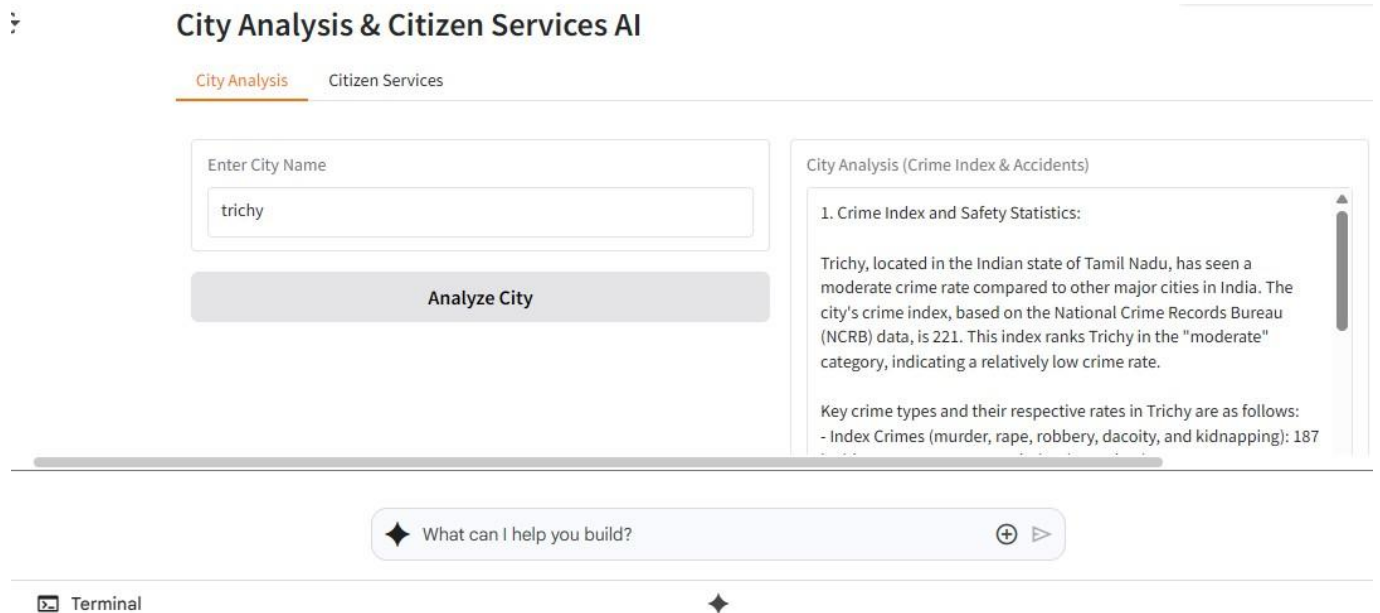 City Analysis & Citizen Services AI
City Analysis
Citizen Services
Enter City Name
trichy
Analyze City
City Analysis (Crime Index & Accidents)
1. Crime Index and Safety Statistics:
Trichy, located in the Indian state of Tamil Nadu, has seen a
moderate crime rate compared to other major cities in India. The
city's crime index, based on the National Crime Records Bureau
(NCRB) data, is 221. This index ranks Trichy in the "moderate"
category, indicating a relatively low crime rate.
Key crime types and their respective rates in Trichy are as follows:
- Index Crimes (murder, rape, robbery, dacoity, and kidnapping): 187
What can I help you build?
Terminal